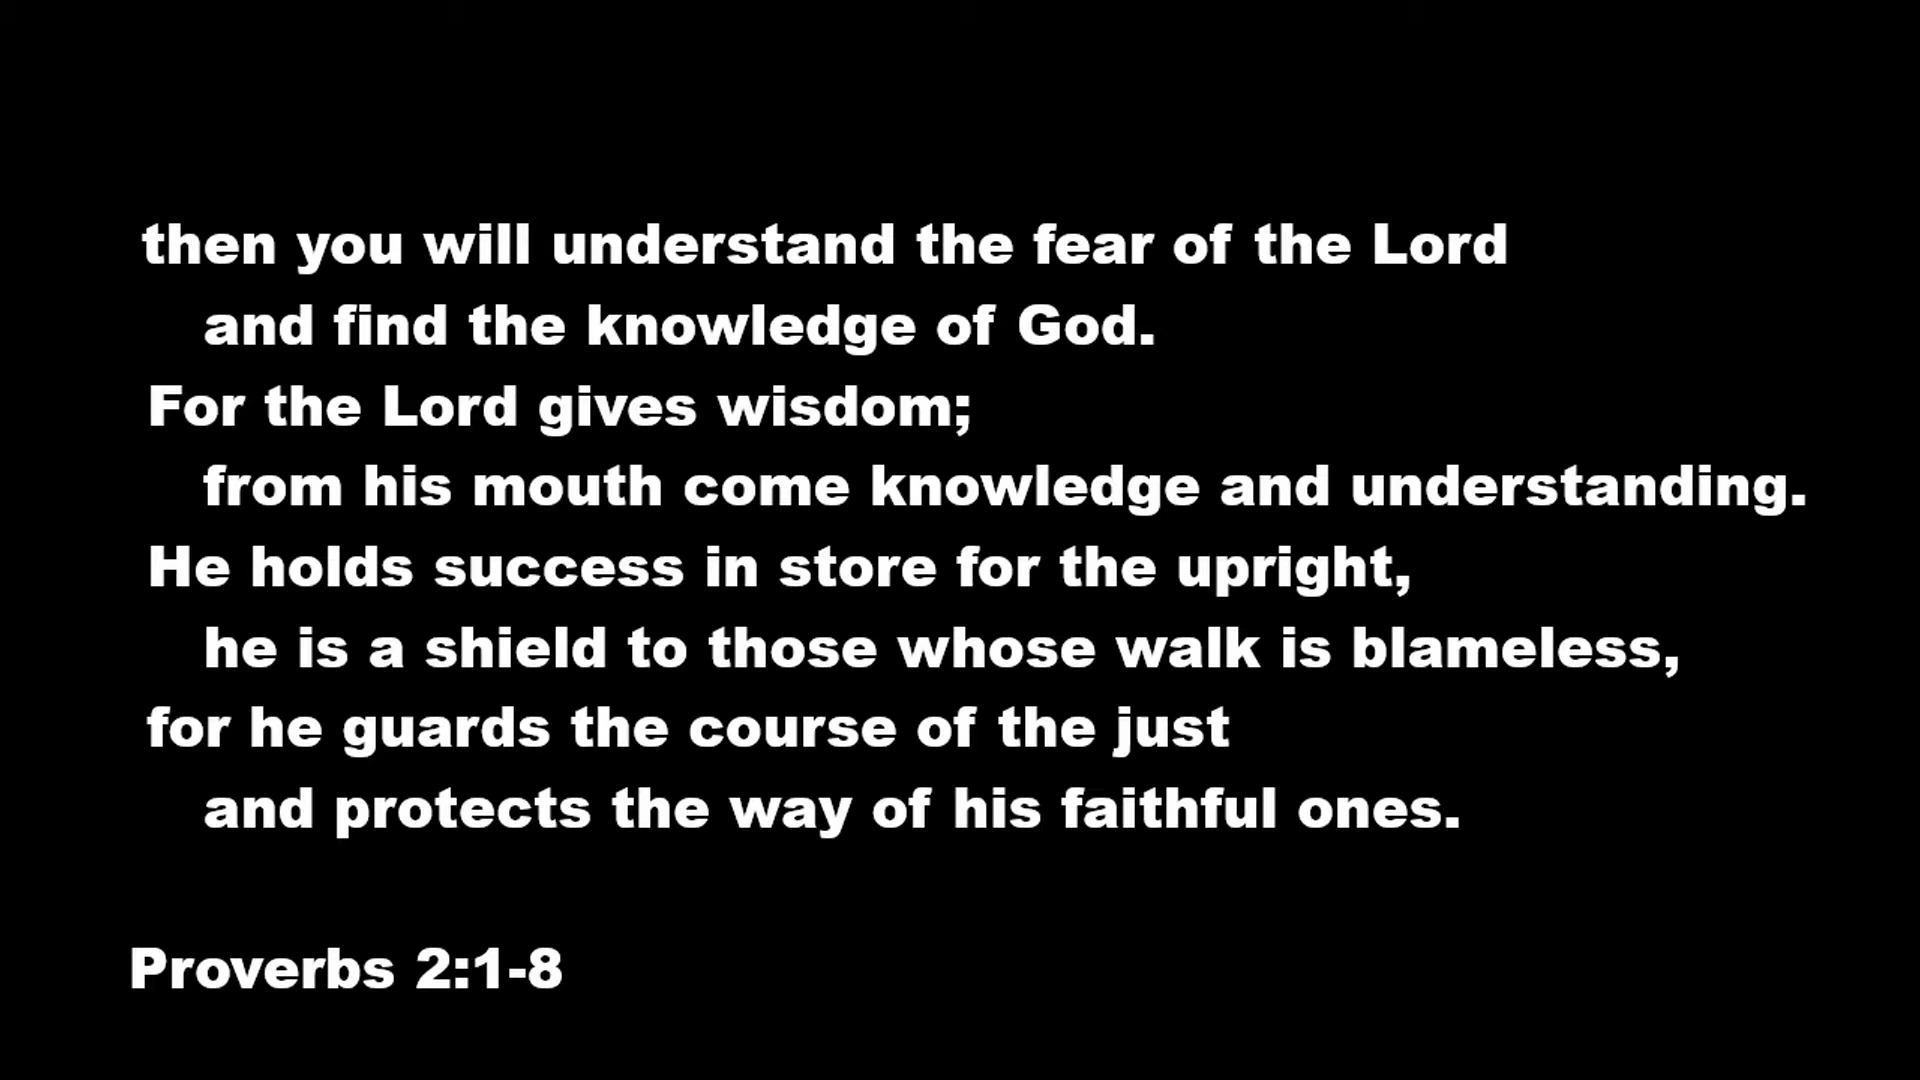 then you will understand the fear of the Lord
and find the knowledge of God.
For the Lord gives wisdom;
from his mouth come knowledge and understanding.
He holds success in store for the upright,
he is a shield to those whose walk is blameless,
for he guards the course of the just
and protects the way of his faithful ones.
Proverbs 2:1-8